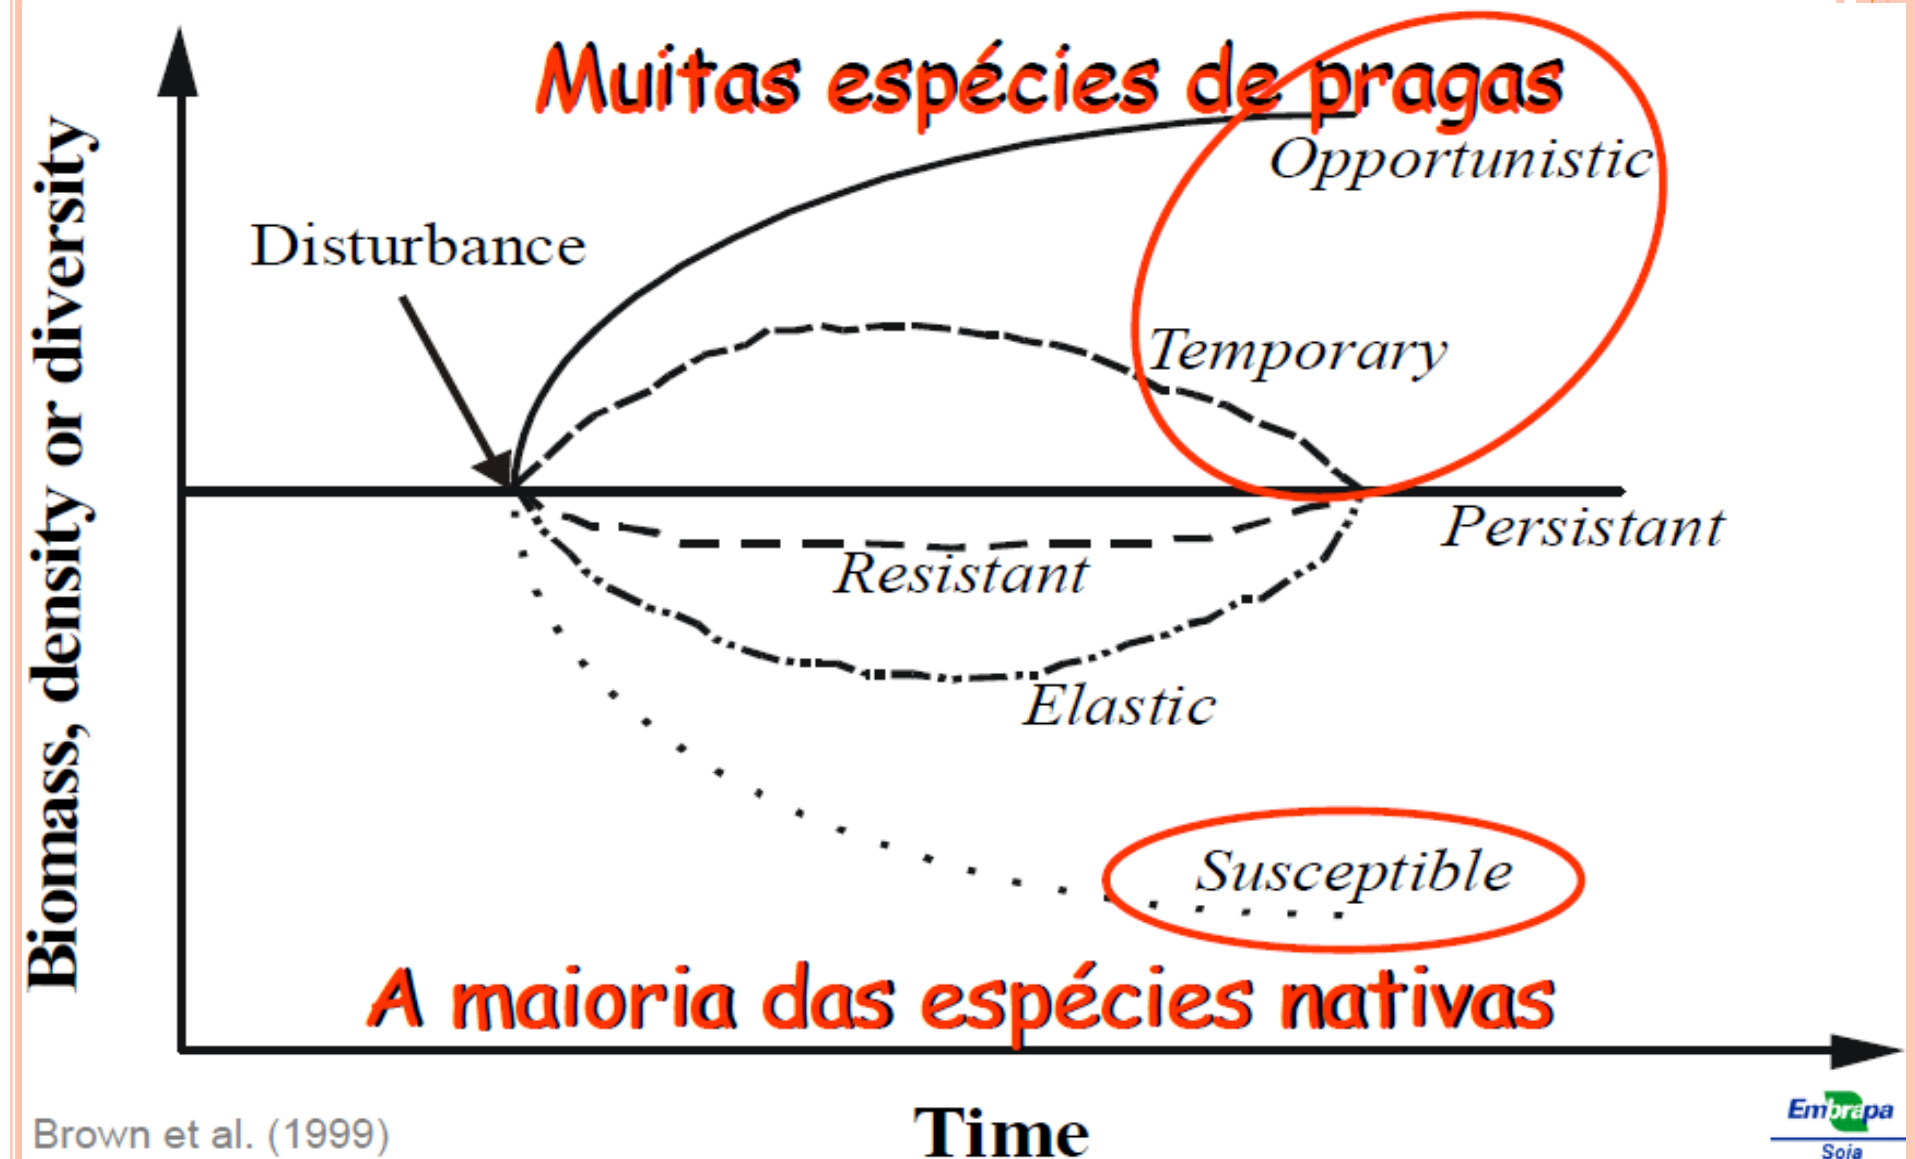 Muitas espécies de pragas
Opportunistic
Disturbance
Temporary
Persistant
Resistant
Elastic
Susceptible
A maioria das espécies nativas
Biomass, density or diversity
Time
Brown et al. (1999)
Embrapa
Soja